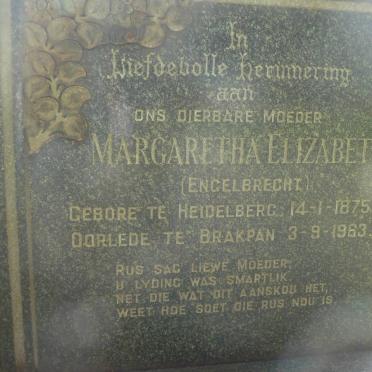 In
Liefdevolle Herinnering
aan
ONS DIERBARE MOEDER
MARGARETHA ELIZABET
(ENGELBRECHT)
GEBORE TE HEIDELBERG 14-1-1875
OORLEDE TE BRAKPAN 3-9-1963.
RUS SAG LIEWE MOEDER,
U LYDING WAS SMARTLIK.
NET DIE WAT DIT AANSKOU HET,
WEET HOE SOET DIE RUS NOU IS.